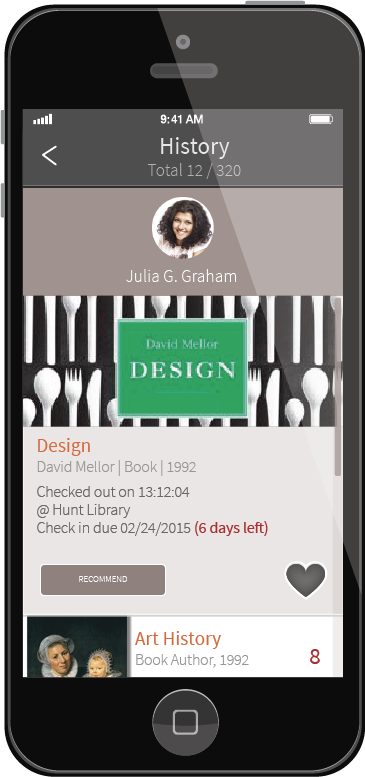 9:41 AM
History
Total 12 / 320
Julia G. Graham
David Mellor
DESIGN
Design
David Mellor | Book | 1992
Checked out on 13:12:04
@ Hunt Library
Check in due 02/24/2015 (6 days left)
RECOMMEND
Art History
Book Author, 1992
8